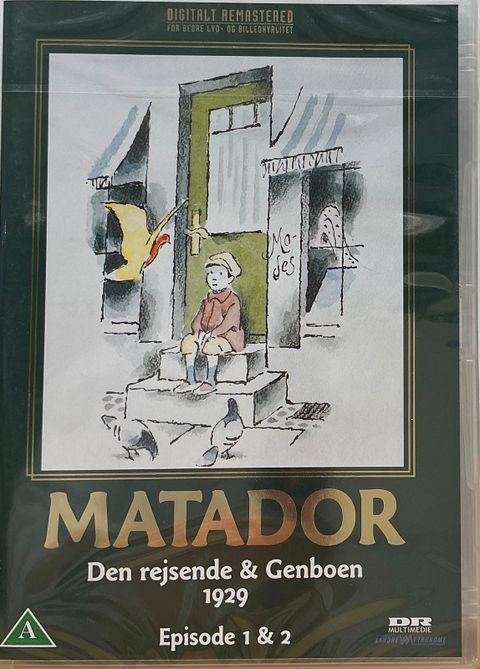 DIGITALT REMASTERED
FOR BEDRE LYD- OG BILLEDKVALITET
Mo-
des
MATADOR
Den rejsende & Genboen
1929
Episode 1 & 2
A
DR
MULTIMEDIE